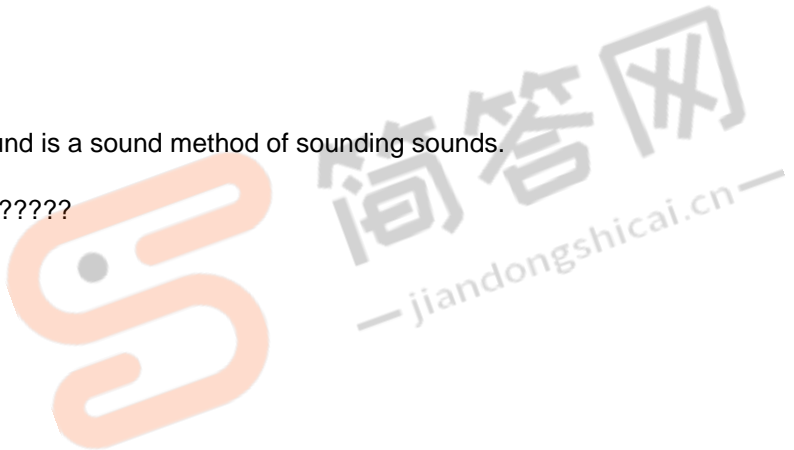 und is a sound method of sounding sounds.
?????
简答网
jiandongshicai.cn